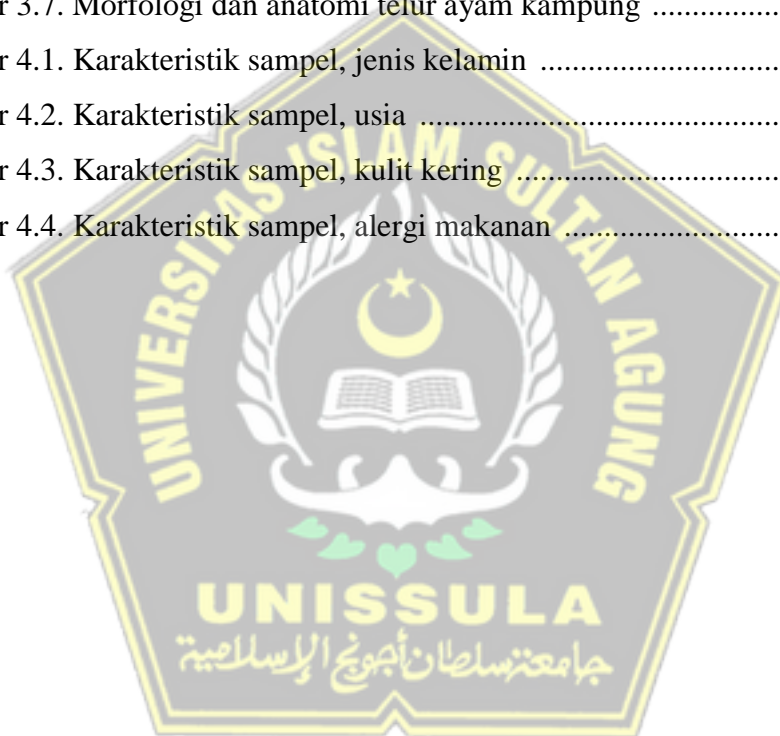 r 3.7. Morfologi dan anatomi telur ayam kampung ..................
r 4.1. Karakteristik sampel, jenis kelamin ..............................
r 4.2. Karakteristik sampel, usia ............................................
r 4.3. Karakteristik sampel, kulit kering ................................
r 4.4. Karakteristik sampel, alergi makanan ..........................
UNIVERSITAS ISLAM SULTAN AGUNG
UNISSULA
جامعة سلطان أجونج الإسلامية